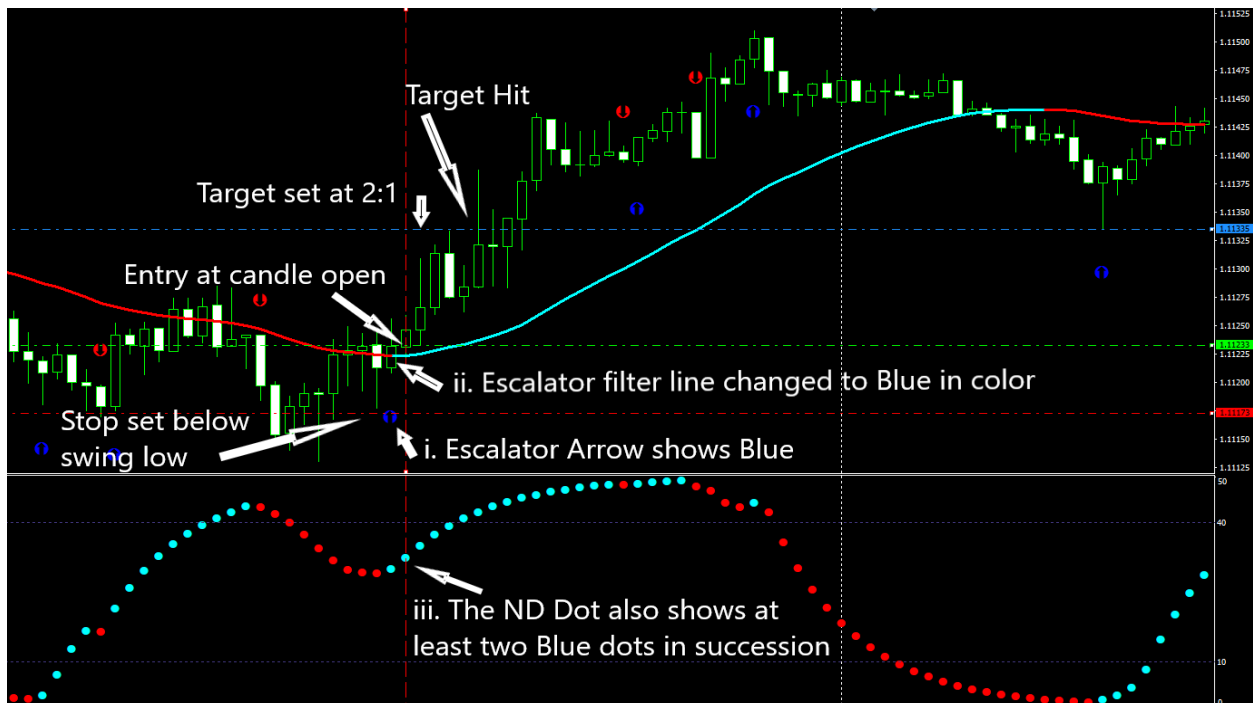 1.11525
1.11500
Target Hit
1.11475
1.11450
1.11425
1.11400
Target set at 2:1
1.11375
1.11350
1.11335
1.11325
Entry at candle open
1.11300
1.11275
1.11250
1.11233
1.11225
ii. Escalator filter line changed to Blue in color
1.11200
Stop set below
swing low
1.11173
i. Escalator Arrow shows Blue
1.11150
1.11125
50
40
iii. The ND Dot also shows at
least two Blue dots in succession
10
0